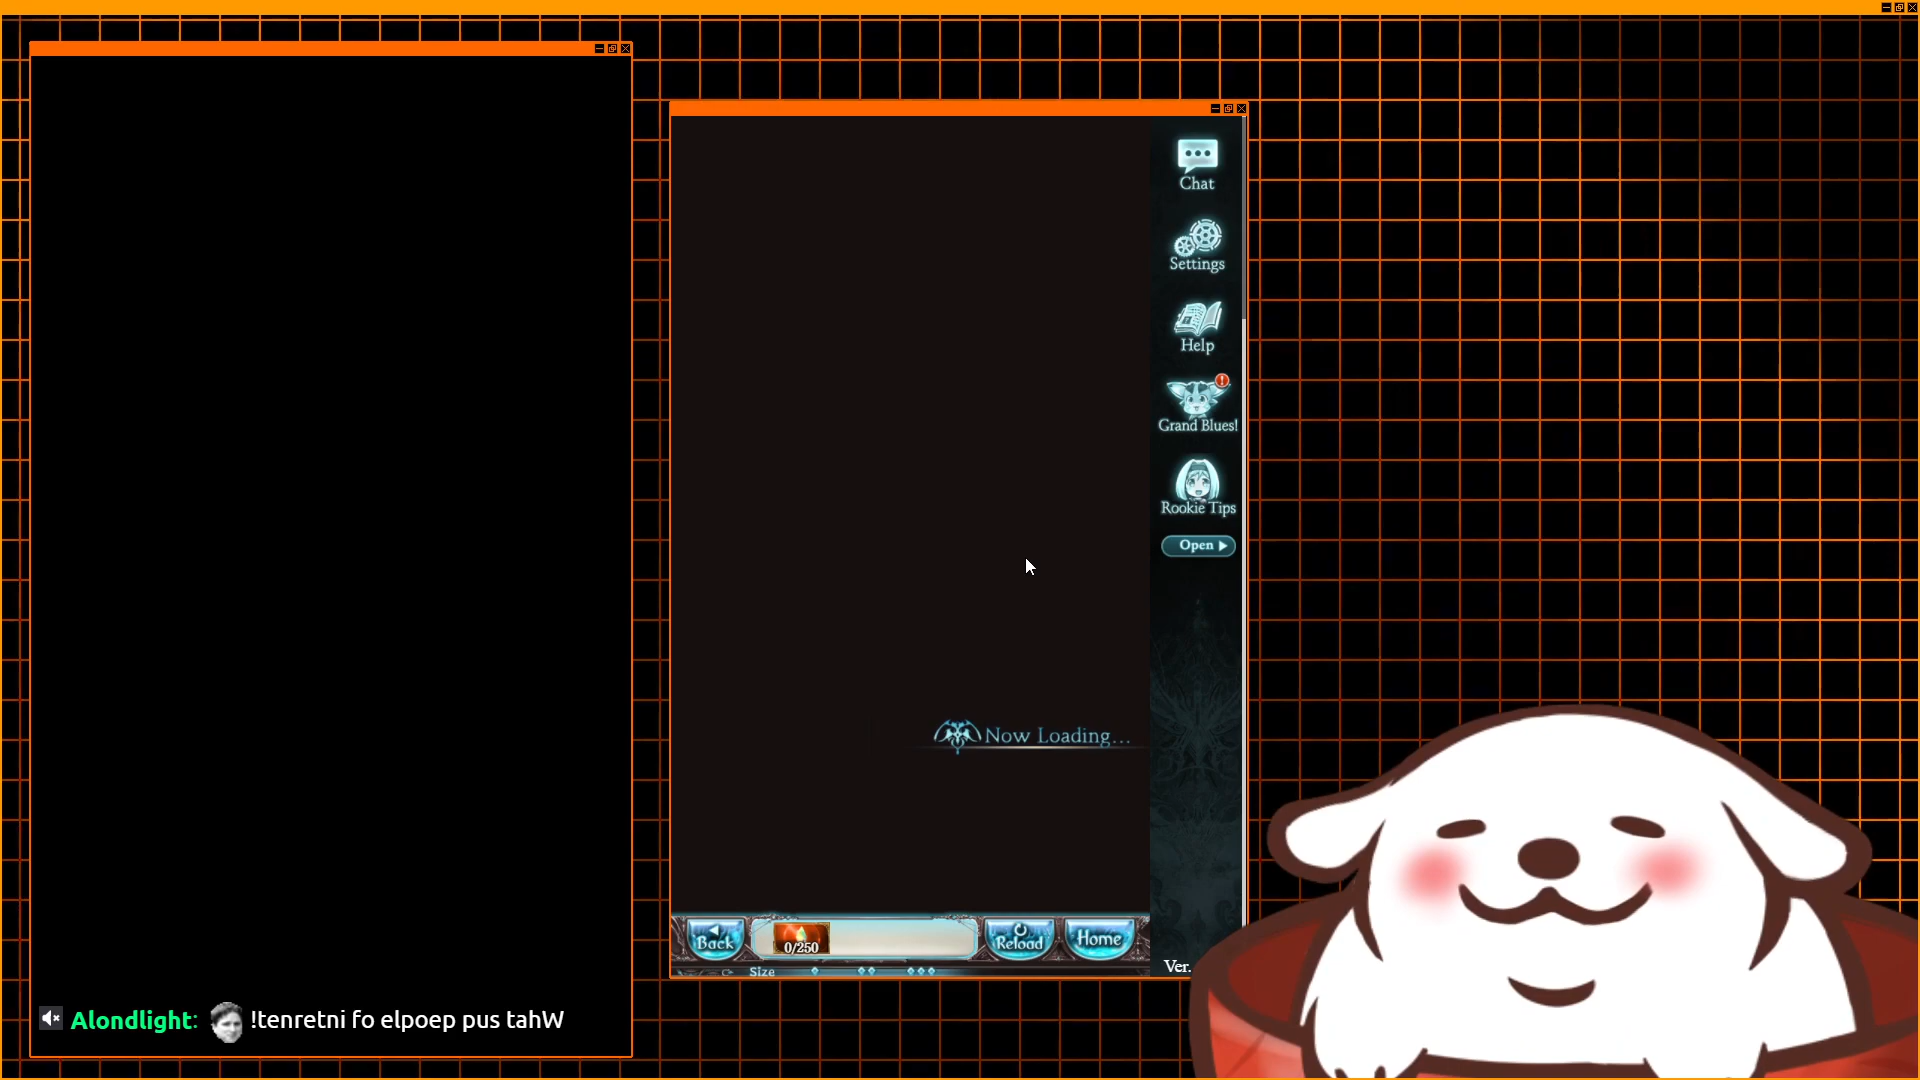 Chat
Settings
Help
Grand Blues!
Rookie Tips
Open
Now Loading...
Back
0/250
Reload
Home
Size
Ver.
Alondlight: !tenretni fo elpoep pus tahW